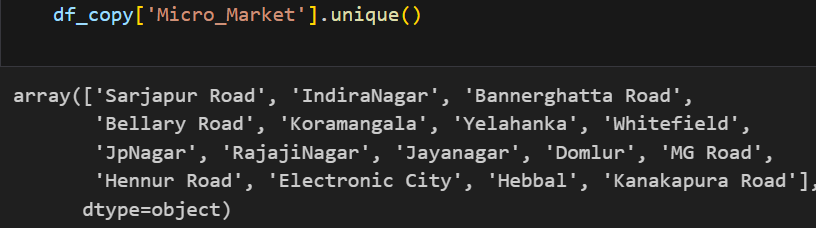 df_copy['Micro_Market'].unique()
array(['Sarjapur Road', 'IndiraNagar', 'Bannerghatta Road',
'Bellary Road', 'Koramangala', 'Yelahanka', 'Whitefield',
'JpNagar', 'RajajiNagar', 'Jayanagar', 'Domlur', 'MG Road',
'Hennur Road', 'Electronic City', 'Hebbal', 'Kanakapura Road'],
dtype=object)